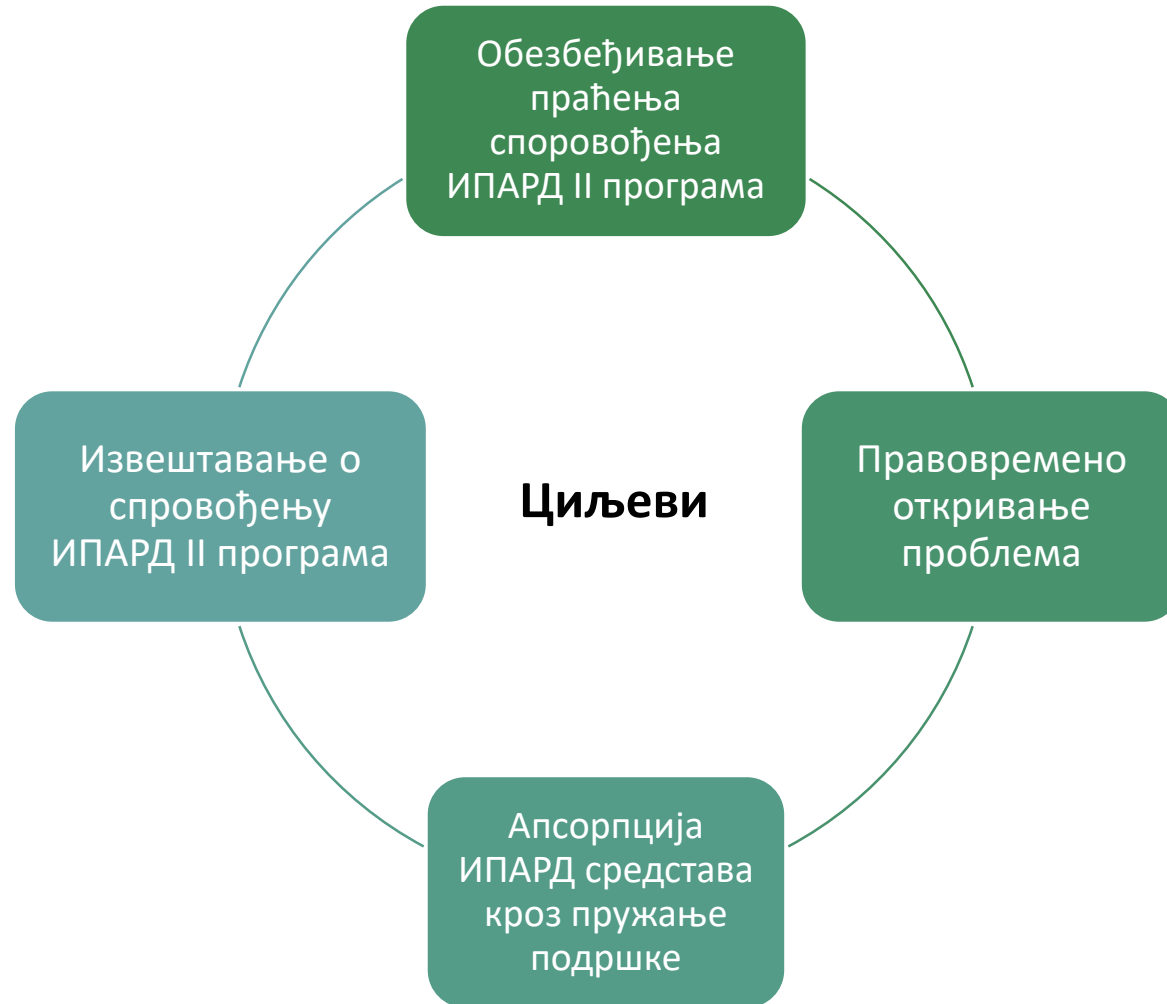 Обезбеђивање
праћења
споровођења
ИПАРД II програма
Извештавање о
спровођењу
ИПАРД II програма
Циљеви
Правовремено
откривање
проблема
Апсорпција
ИПАРД средстава
кроз пружање
подршке